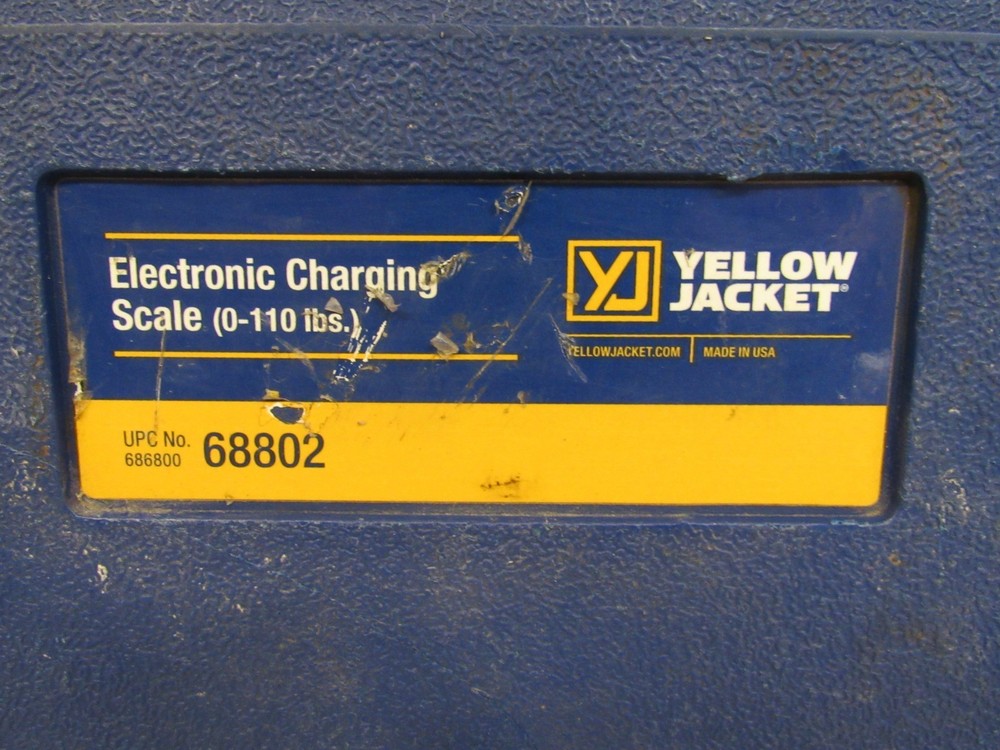 Electronic Charging
Scale (0-110 lbs.)
YJ YELLOW
JACKET®
YELLOWJACKET.COM | MADE IN USA
UPC No.
686800 68802